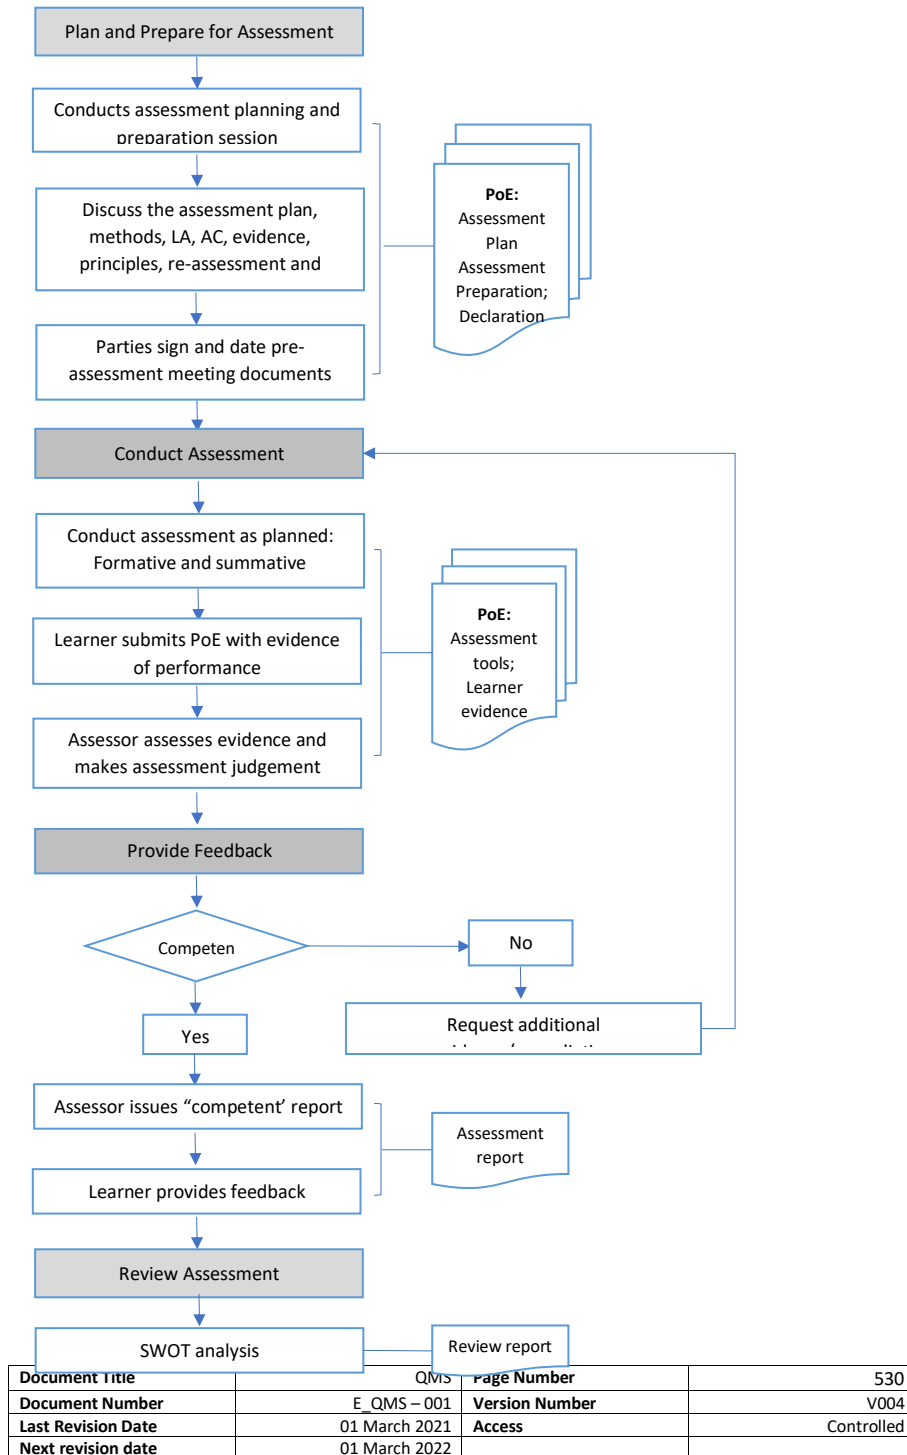 Plan and Prepare for Assessment
Conducts assessment planning and
preparation session
Discuss the assessment plan,
methods, LA, AC, evidence,
principles, re-assessment and
PoE:
Assessment
Plan
Assessment
Preparation;
Declaration
Parties sign and date pre-
assessment meeting documents
Conduct Assessment
Conduct assessment as planned:
Formative and summative
Learner submits PoE with evidence
of performance
PoE:
Assessment
tools;
Learner
evidence
Assessor assesses evidence and
makes assessment judgement
Provide Feedback
Competen
No
Yes
Request additional
Assessor issues “competent’ report
Assessment
report
Learner provides feedback
Review Assessment
SWOT analysis
Review report
Document Title QMS Page Number 530
Document Number E_QMS – 001 Version Number V004
Last Revision Date 01 March 2021 Access Controlled
Next revision date 01 March 2022